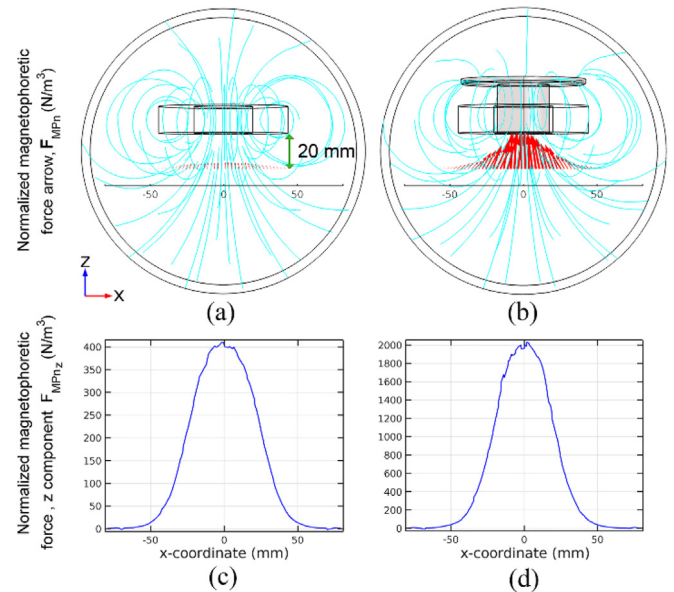 Normalized magnetophoretic
force arrow, F_MPn (N/m³)
20 mm
-50 0 50
-50 0 50
Z
X
(a)
(b)
Normalized magnetophoretic
force , z component F_MPn_z (N/m³)
400
350
300
250
200
150
100
50
0
-50 0 50
x-coordinate (mm)
2000
1800
1600
1400
1200
1000
800
600
400
200
0
-50 0 50
x-coordinate (mm)
(c)
(d)